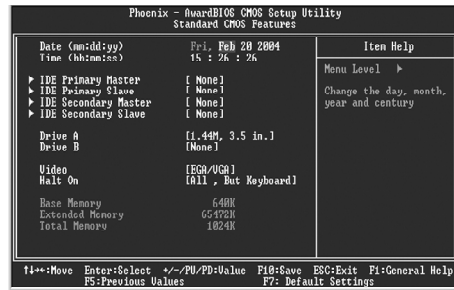 Phoenix - AwardBIOS CMOS Setup Utility
Standard CMOS Features
Date (mm:dd:yy) Fri, Feb 20 2004
Time (hh:mm:ss) 15 : 26 : 26
IDE Primary Master [ None]
IDE Primary Slave [ None]
IDE Secondary Master [ None]
IDE Secondary Slave [ None]
Drive A [1.44M, 3.5 in.]
Drive B [None]
Video [EGA/VGA]
Halt On [All , But Keyboard]
Base Memory 640K
Extended Memory 65472K
Total Memory 1024K
Item Help
Menu Level ►
Change the day, month,
year and century
↑↓→←:Move Enter:Select +/-/PU/PD:Value F10:Save ESC:Exit F1:General Help
F5:Previous Values F7: Default Settings